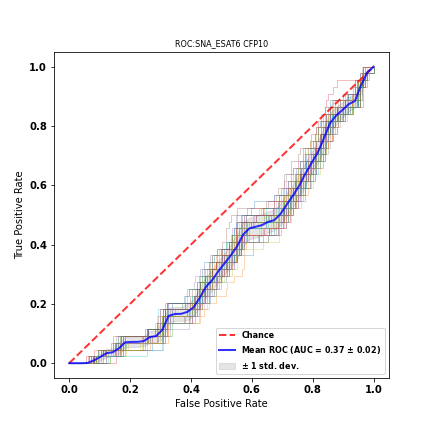 ROC:SNA_ESAT6 CFP10
True Positive Rate
1.0
0.8
0.6
0.4
0.2
0.0
0.0 0.2 0.4 0.6 0.8 1.0
False Positive Rate
Chance
Mean ROC (AUC = 0.37 ± 0.02)
± 1 std. dev.